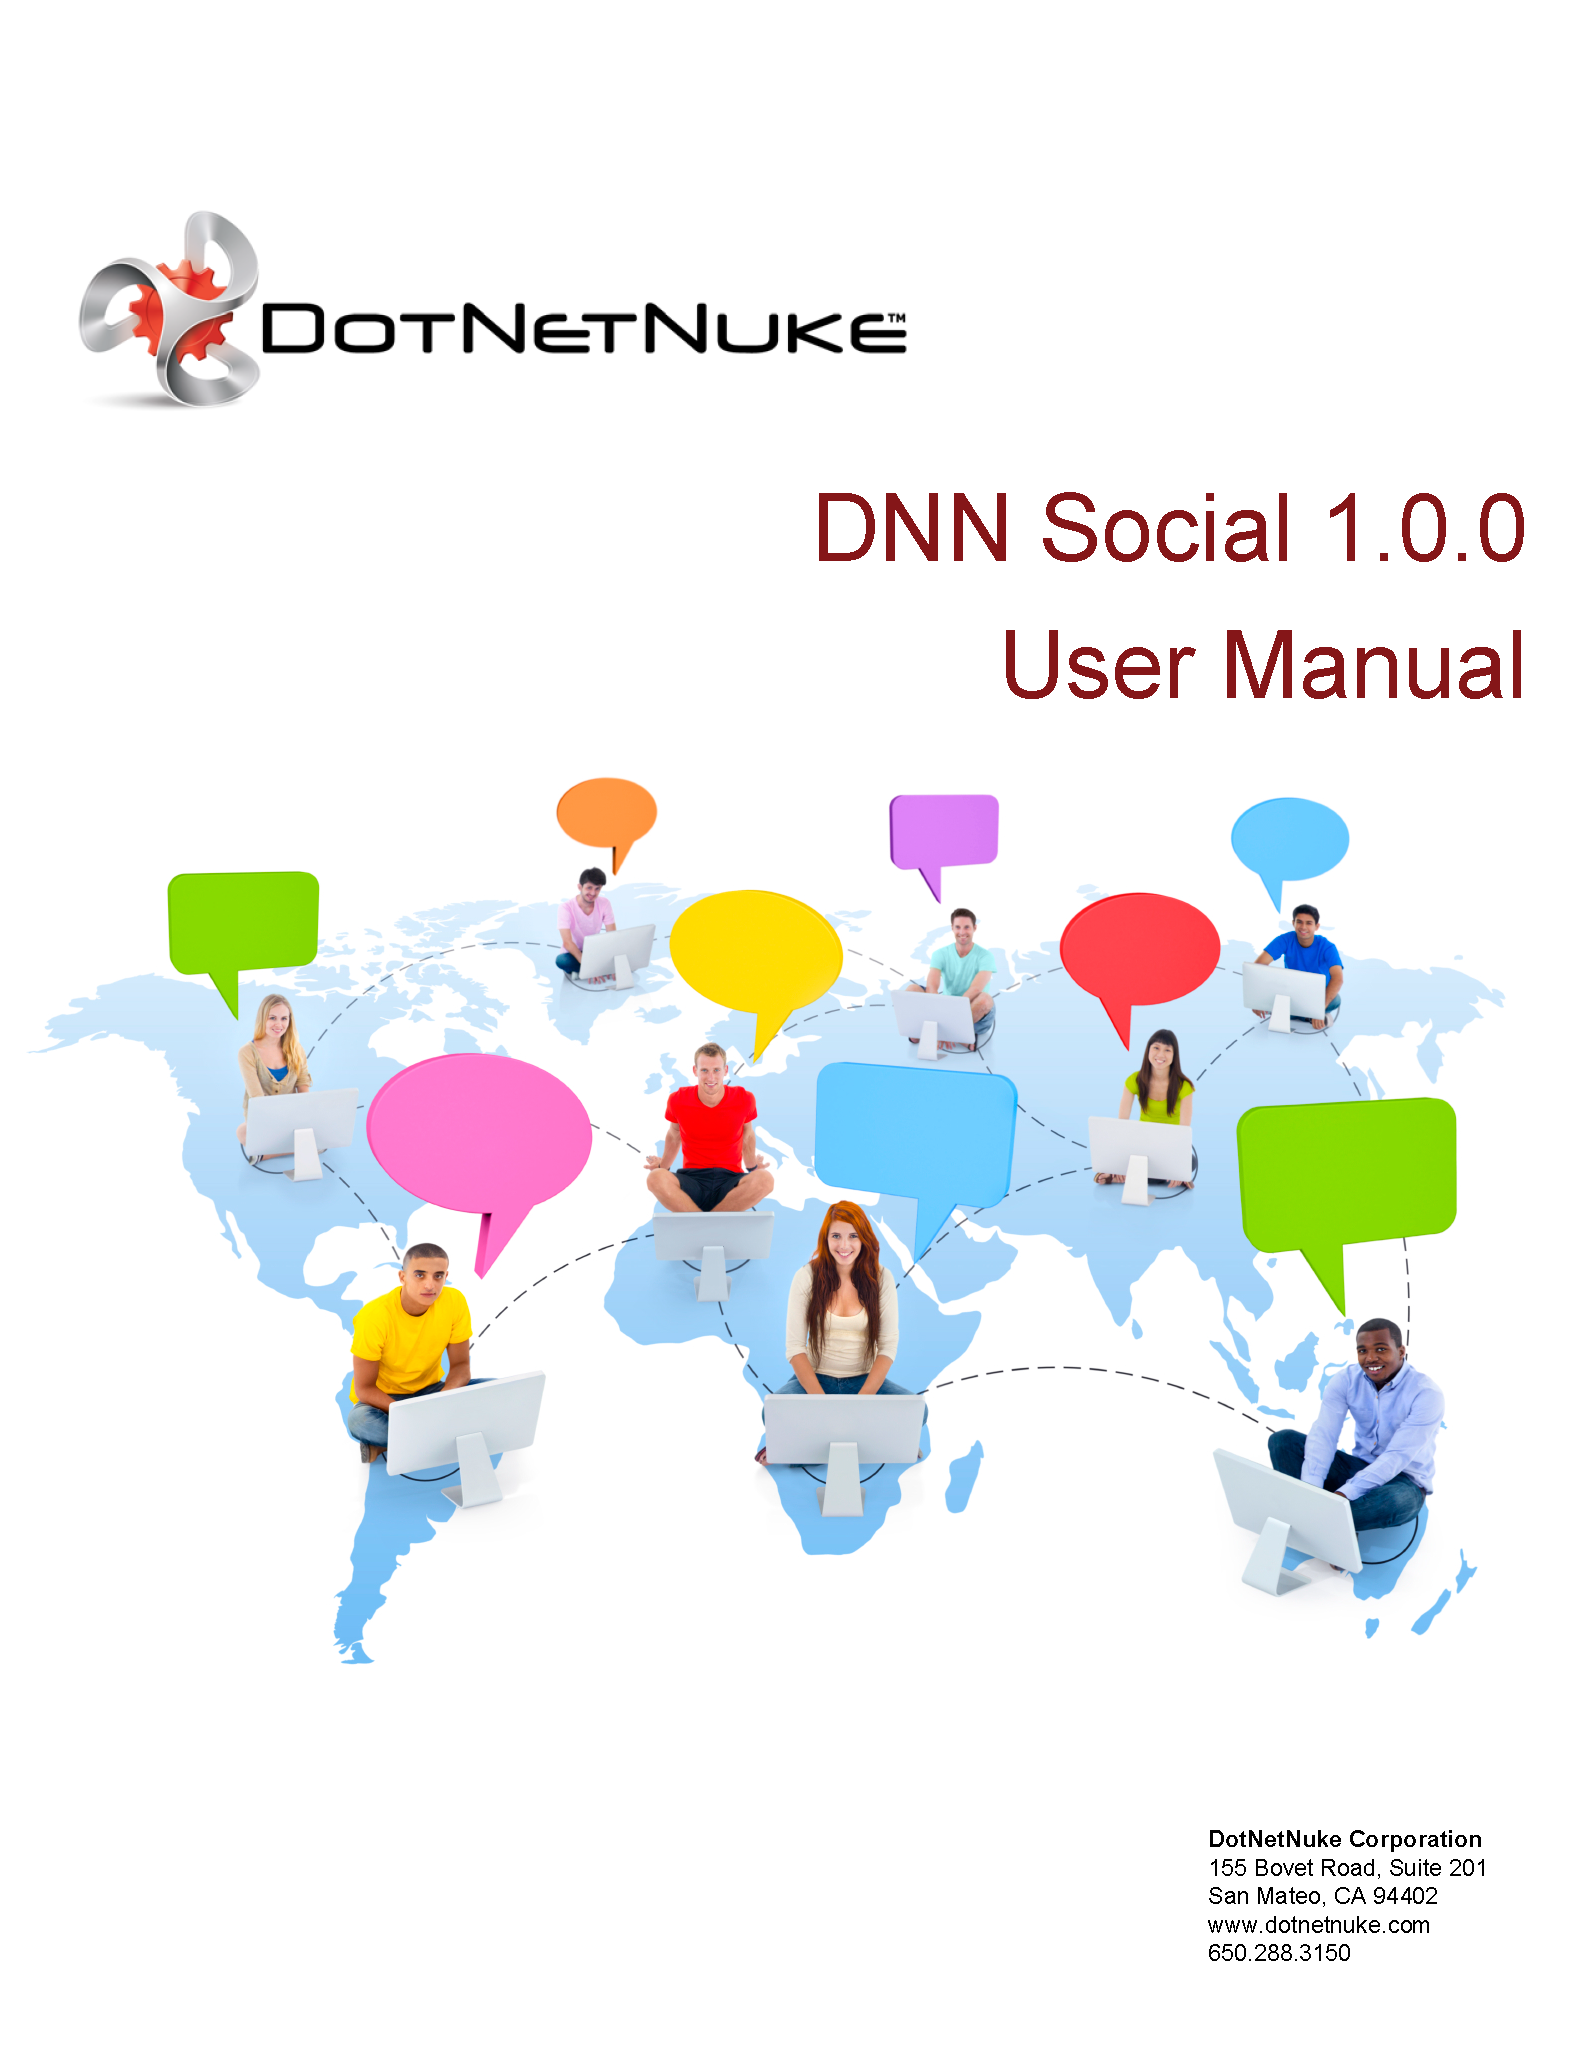 DotNetNuke™
DNN Social 1.0.0
User Manual
DotNetNuke Corporation
155 Bovet Road, Suite 201
San Mateo, CA 94402
www.dotnetnuke.com
650.288.3150